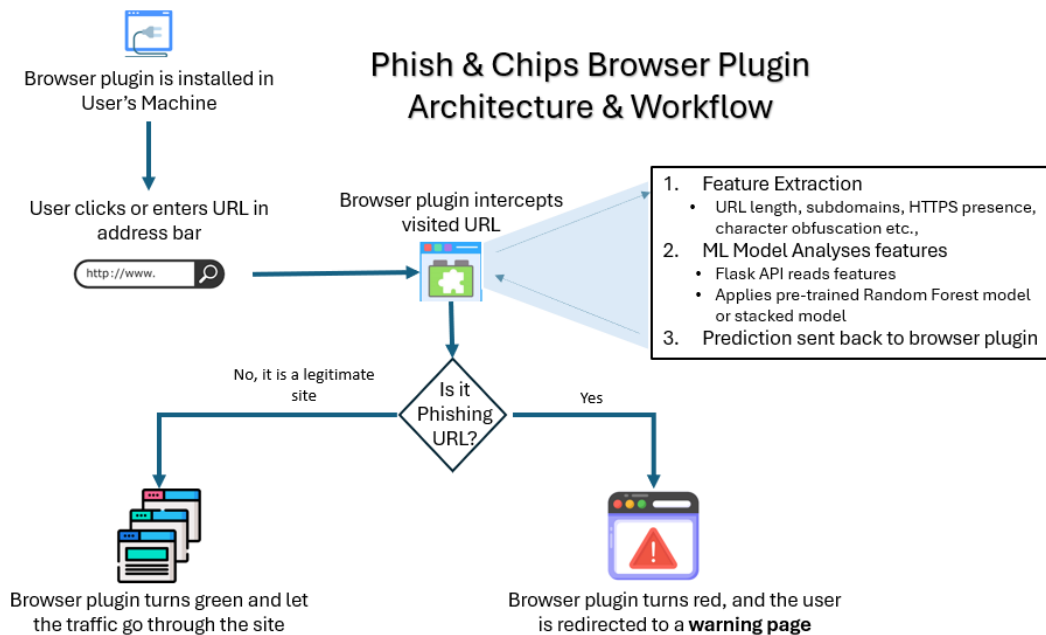 Phish & Chips Browser Plugin
Architecture & Workflow
Browser plugin is installed in
User's Machine
User clicks or enters URL in
address bar
http://www.
Browser plugin intercepts
visited URL
1. Feature Extraction
• URL length, subdomains, HTTPS presence,
character obfuscation etc.,
2. ML Model Analyses features
• Flask API reads features
• Applies pre-trained Random Forest model
or stacked model
3. Prediction sent back to browser plugin
Is it
Phishing
URL?
No, it is a legitimate
site
Yes
Browser plugin turns green and let
the traffic go through the site
Browser plugin turns red, and the user
is redirected to a warning page